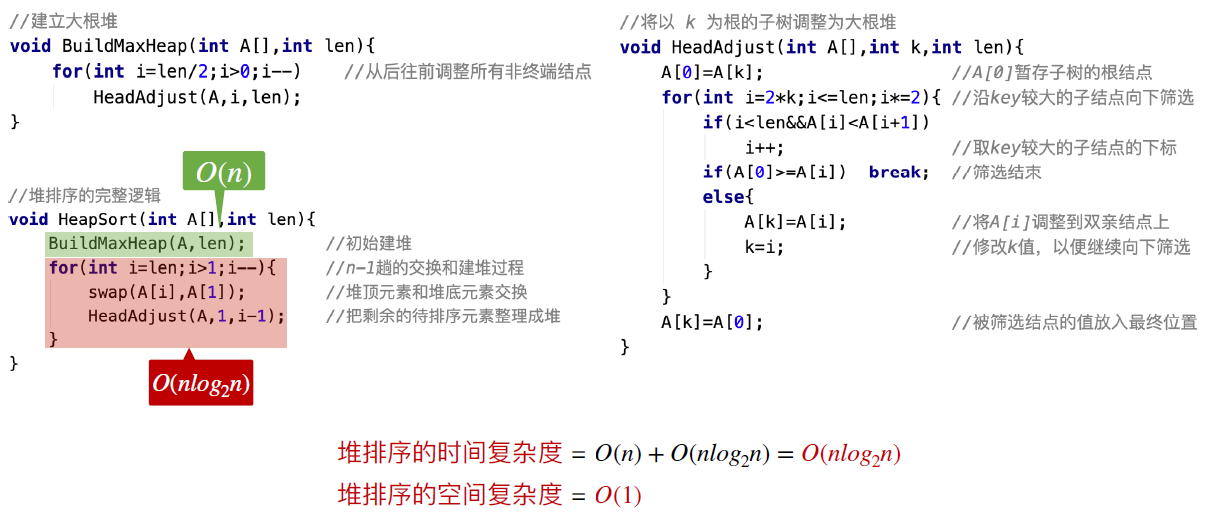 //建立大根堆
void BuildMaxHeap(int A[],int len){
    for(int i=len/2;i>0;i--)    //从后往前调整所有非终端结点
        HeadAdjust(A,i,len);
}
O(n)
//堆排序的完整逻辑
void HeapSort(int A[],int len){
    BuildMaxHeap(A,len);        //初始建堆
    for(int i=len;i>1;i--){     //n-1趟的交换和建堆过程
        swap(A[i],A[1]);        //堆顶元素和堆底元素交换
        HeadAdjust(A,1,i-1);    //把剩余的待排序元素整理成堆
    }
}
O(nlog₂n)
//将以 k 为根的子树调整为大根堆
void HeadAdjust(int A[],int k,int len){
    A[0]=A[k];                  //A[0]暂存子树的根结点
    for(int i=2*k;i<=len;i*=2){ //沿key较大的子结点向下筛选
        if(i<len&&A[i]<A[i+1])
            i++;                //取key较大的子结点的下标
        if(A[0]>=A[i])  break;  //筛选结束
        else{
            A[k]=A[i];          //将A[i]调整到双亲结点上
            k=i;                //修改k值，以便继续向下筛选
        }
    }
    A[k]=A[0];                  //被筛选结点的值放入最终位置
}
堆排序的时间复杂度 = O(n) + O(nlog₂n) = O(nlog₂n)
堆排序的空间复杂度 = O(1)